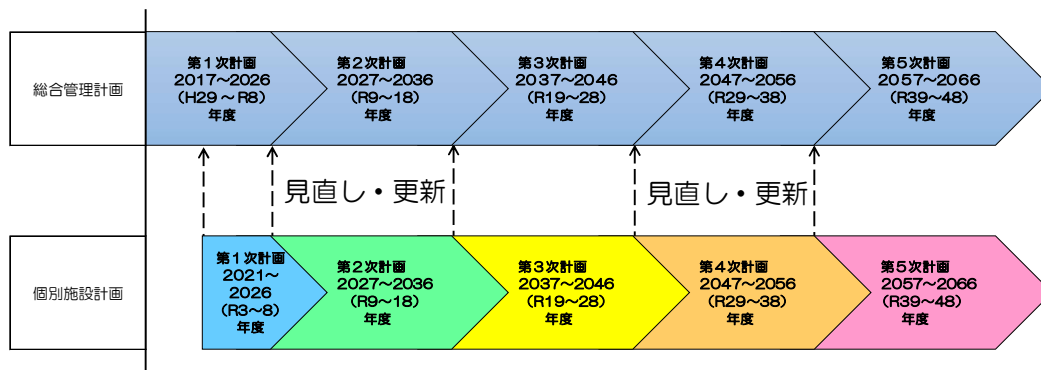 総合管理計画
第１次計画
2017～2026
(H29～R8)
年度
第２次計画
2027～2036
(R9～18)
年度
第３次計画
2037～2046
(R19～28)
年度
第４次計画
2047～2056
(R29～38)
年度
第５次計画
2057～2066
(R39～48)
年度
見直し・更新
見直し・更新
個別施設計画
第１次計画
2021～
2026
(R3～8)
年度
第２次計画
2027～2036
(R9～18)
年度
第３次計画
2037～2046
(R19～28)
年度
第４次計画
2047～2056
(R29～38)
年度
第５次計画
2057～2066
(R39～48)
年度